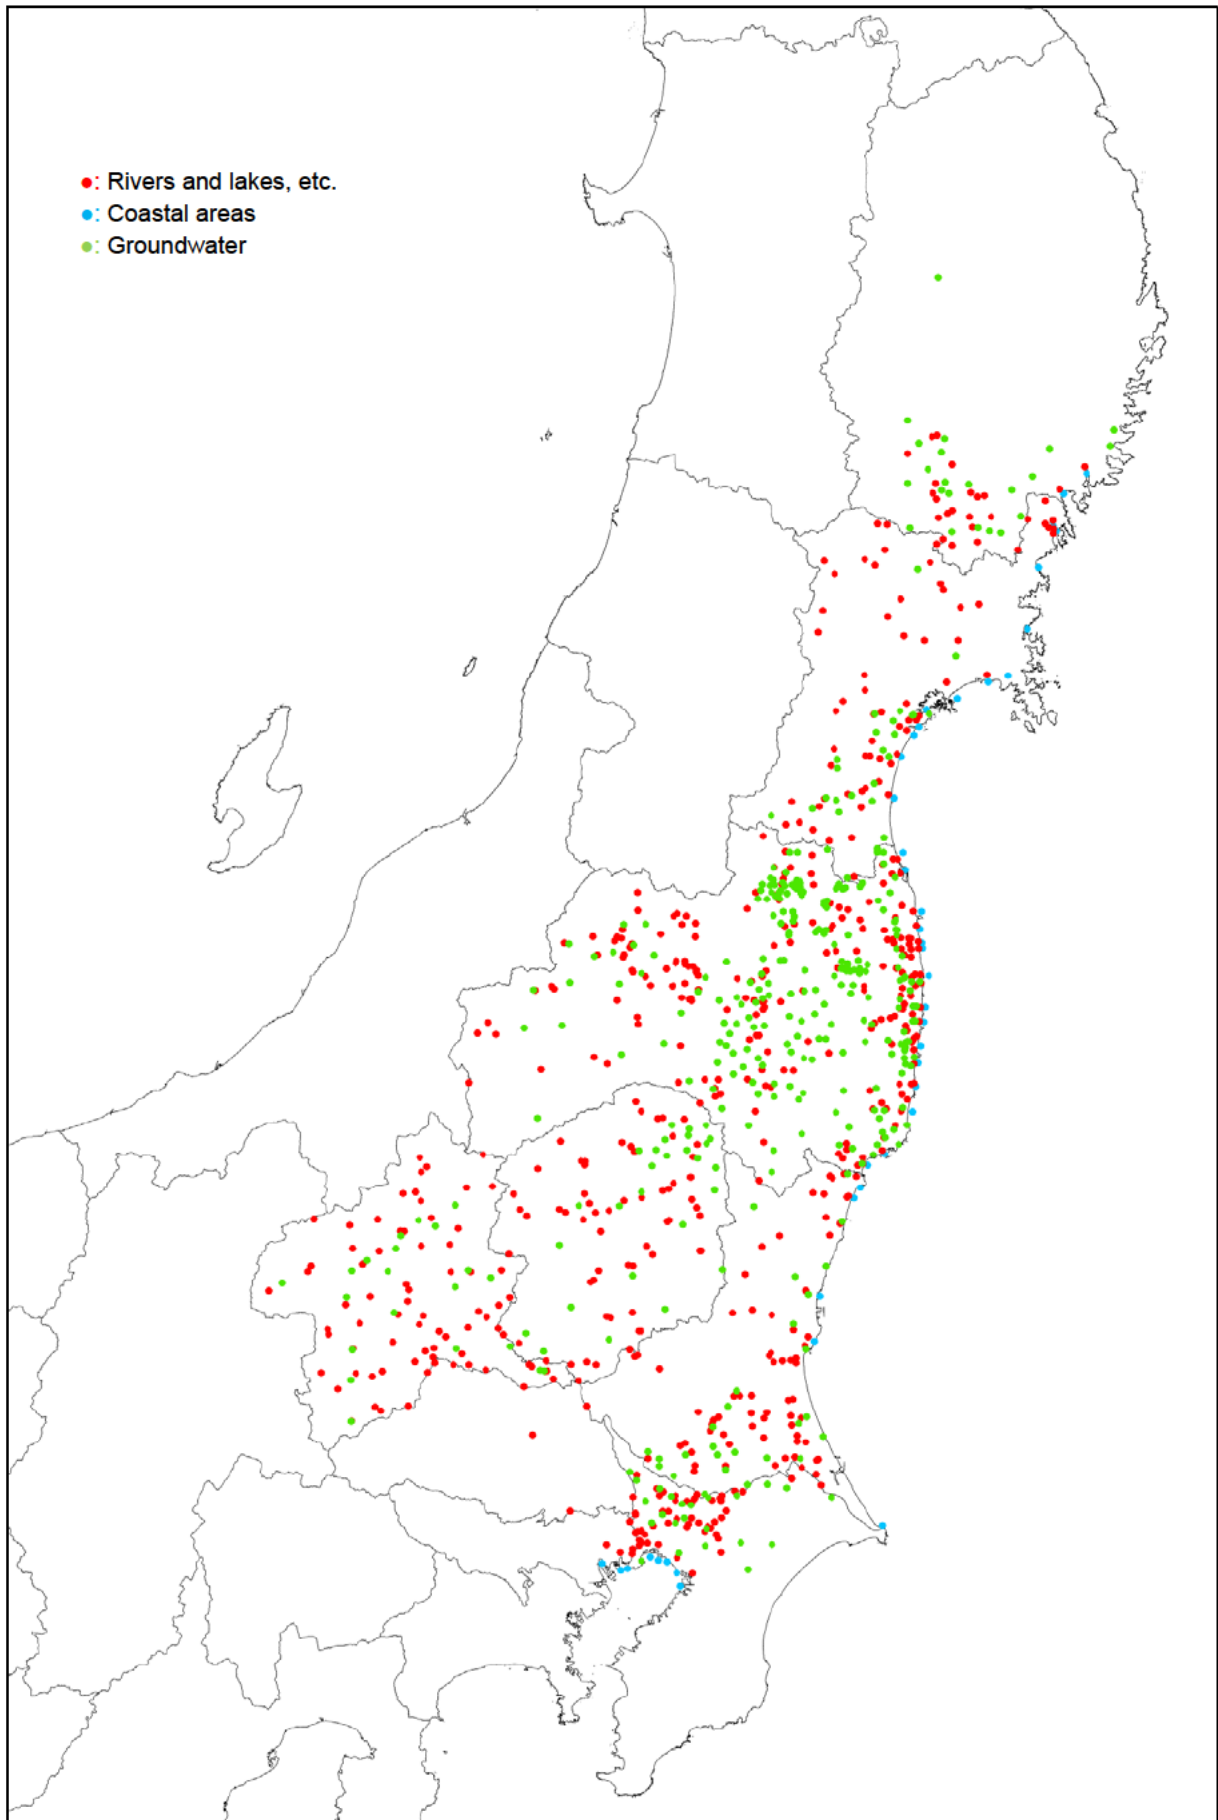 ●: Rivers and lakes, etc.
●: Coastal areas
●: Groundwater